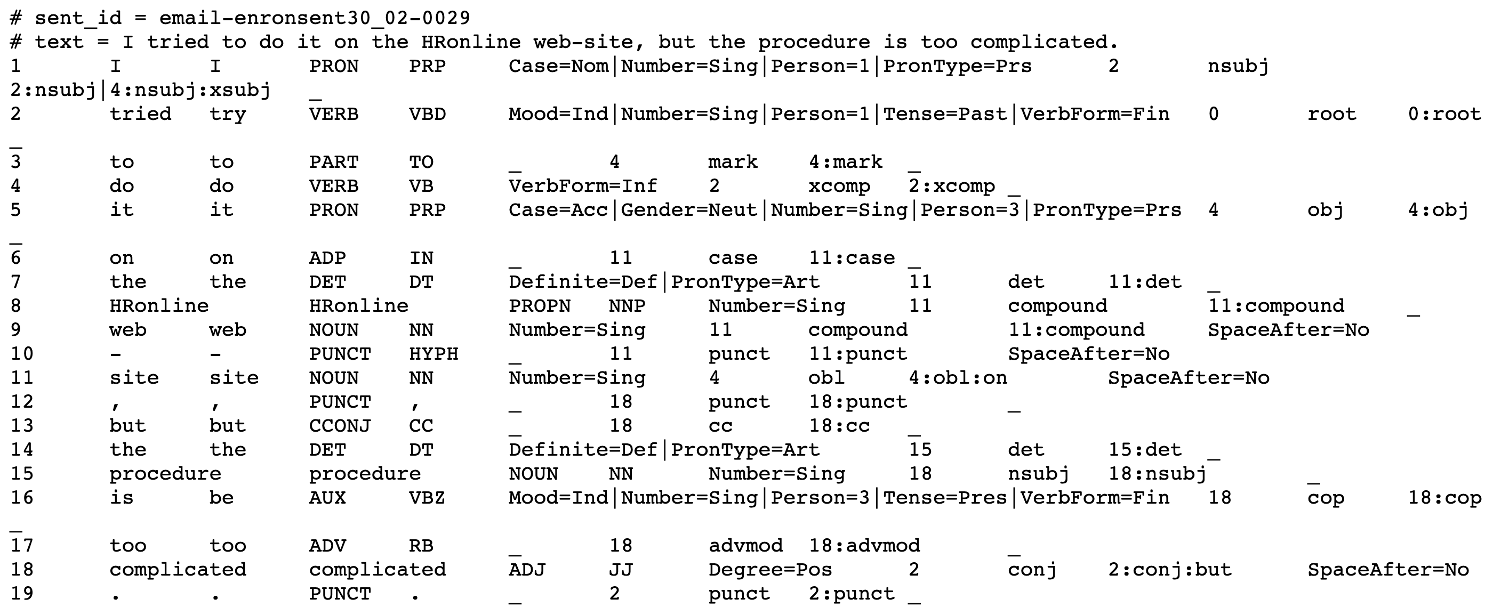 # sent_id = email-enronsent30_02-0029
# text = I tried to do it on the HRonline web-site, but the procedure is too complicated.
1 I I PRON PRP Case=Nom|Number=Sing|Person=1|PronType=Prs 2 nsubj
2:nsubj|4:nsubj:xsubj _
2 tried try VERB VBD Mood=Ind|Number=Sing|Person=1|Tense=Past|VerbForm=Fin 0 root 0:root
_
3 to to PART TO _ 4 mark 4:mark _
4 do do VERB VB VerbForm=Inf 2 xcomp 2:xcomp _
5 it it PRON PRP Case=Acc|Gender=Neut|Number=Sing|Person=3|PronType=Prs 4 obj 4:obj
_
6 on on ADP IN _ 11 case 11:case _
7 the the DET DT Definite=Def|PronType=Art 11 det 11:det _
8 HRonline HRonline PROPN NNP Number=Sing 11 compound 11:compound _
9 web web NOUN NN Number=Sing 11 compound 11:compound SpaceAfter=No
10 - - PUNCT HYPH _ 11 punct 11:punct SpaceAfter=No
11 site site NOUN NN Number=Sing 4 obl 4:obl:on SpaceAfter=No
12 , , PUNCT , _ 18 punct 18:punct _
13 but but CCONJ CC _ 18 cc 18:cc _
14 the the DET DT Definite=Def|PronType=Art 15 det 15:det _
15 procedure procedure NOUN NN Number=Sing 18 nsubj 18:nsubj _
16 is be AUX VBZ Mood=Ind|Number=Sing|Person=3|Tense=Pres|VerbForm=Fin 18 cop 18:cop
_
17 too too ADV RB _ 18 advmod 18:advmod _
18 complicated complicated ADJ JJ Degree=Pos 2 conj 2:conj:but SpaceAfter=No
19 . . PUNCT . _ 2 punct 2:punct _